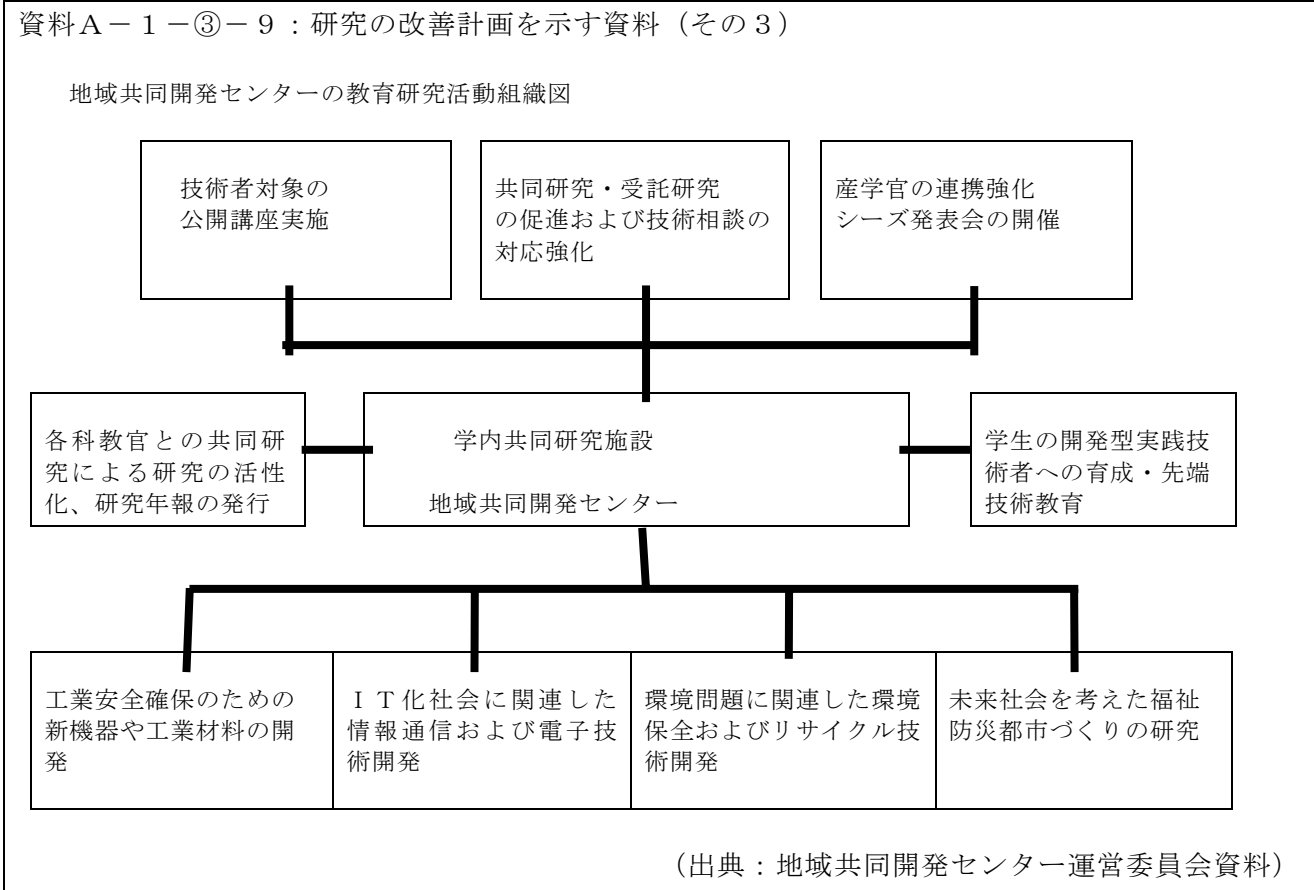 資料Ａ－１－③－９：研究の改善計画を示す資料（その３）
地域共同開発センターの教育研究活動組織図
技術者対象の
公開講座実施
共同研究・受託研究
の促進および技術相談の
対応強化
産学官の連携強化
シーズ発表会の開催
各科教官との共同研
究による研究の活性
化、研究年報の発行
学内共同研究施設
地域共同開発センター
学生の開発型実践技
術者への育成・先端
技術教育
工業安全確保のための
新機器や工業材料の開
発
ＩＴ化社会に関連した
情報通信および電子技
術開発
環境問題に関連した環境
保全およびリサイクル技
術開発
未来社会を考えた福祉
防災都市づくりの研究
（出典：地域共同開発センター運営委員会資料）